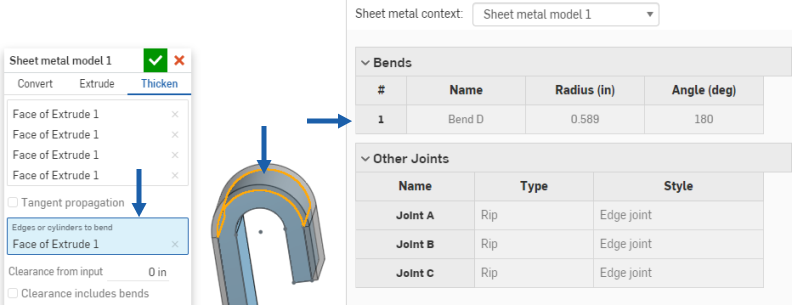 Sheet metal model 1
Convert Extrude Thicken
Face of Extrude 1
Face of Extrude 1
Face of Extrude 1
Face of Extrude 1
Tangent propagation
Edges or cylinders to bend
Face of Extrude 1
Clearance from input 0 in
Clearance includes bends
Sheet metal context: Sheet metal model 1
Bends
# Name Radius (in) Angle (deg)
1 Bend D 0.589 180
Other Joints
Name Type Style
Joint A Rip Edge joint
Joint B Rip Edge joint
Joint C Rip Edge joint